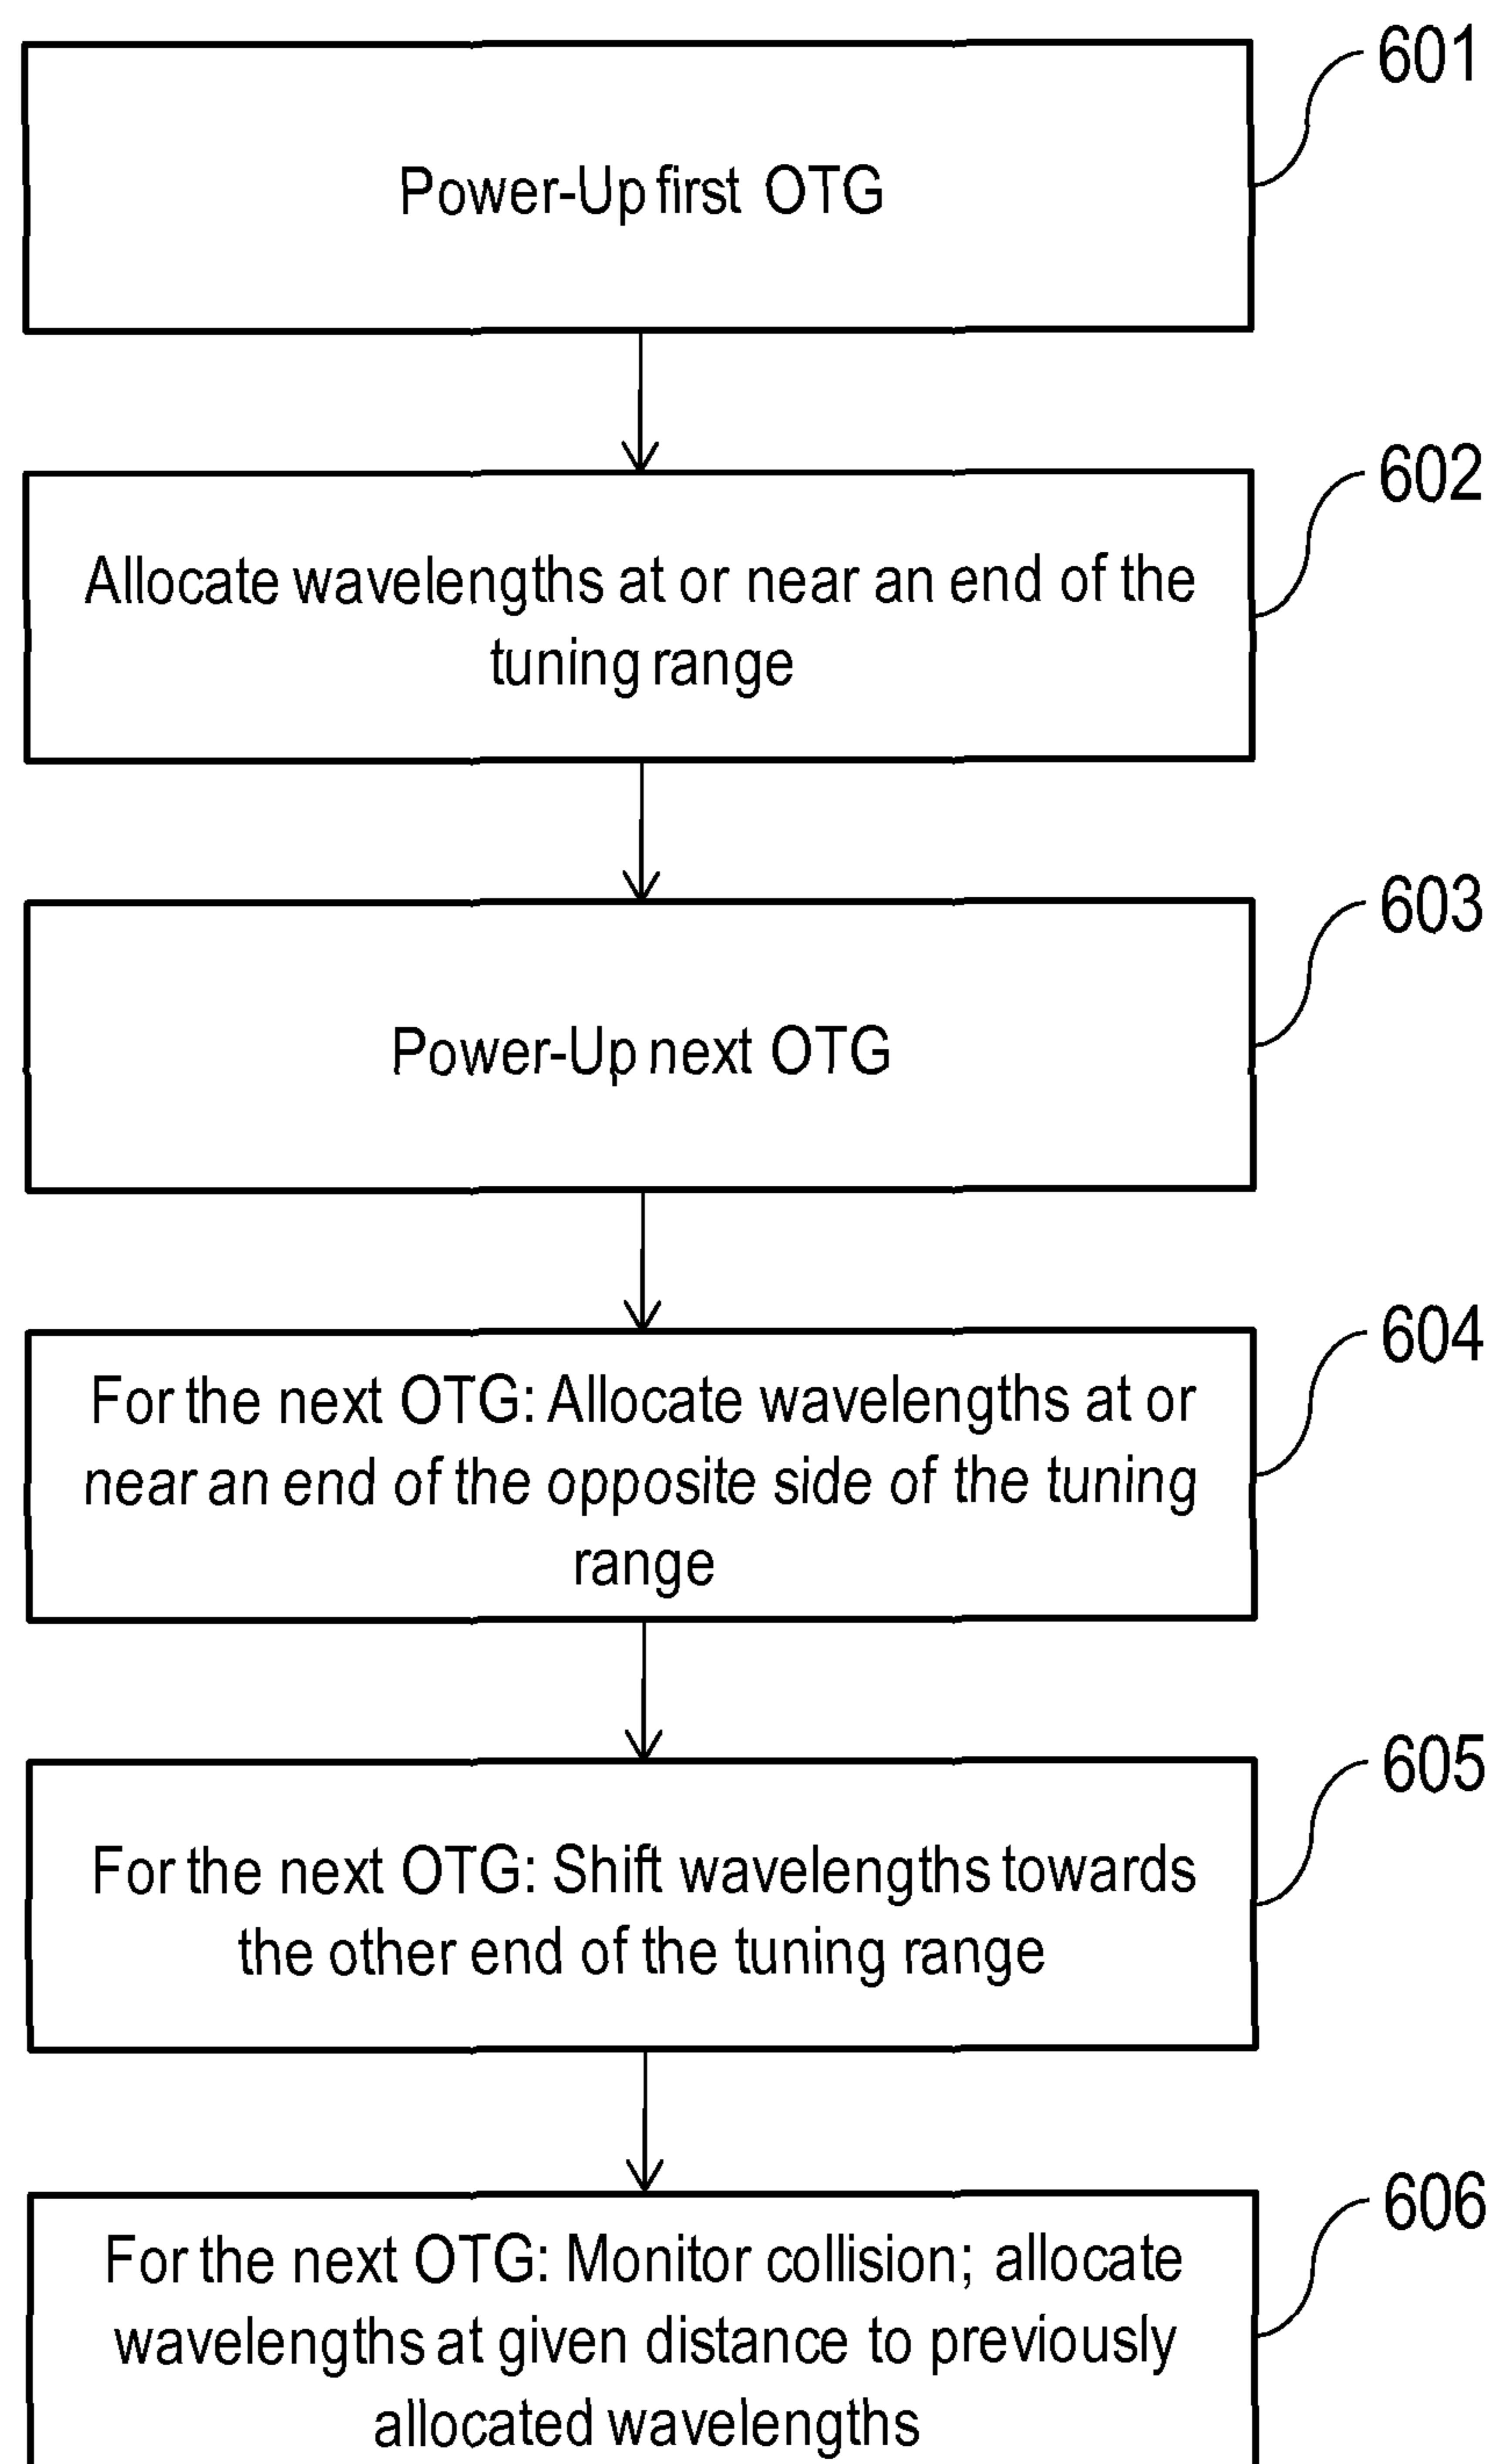 601
Power-Up first OTG
602
Allocate wavelengths at or near an end of the
tuning range
603
Power-Up next OTG
604
For the next OTG: Allocate wavelengths at or
near an end of the opposite side of the tuning
range
605
For the next OTG: Shift wavelengths towards
the other end of the tuning range
606
For the next OTG: Monitor collision; allocate
wavelengths at given distance to previously
allocated wavelengths